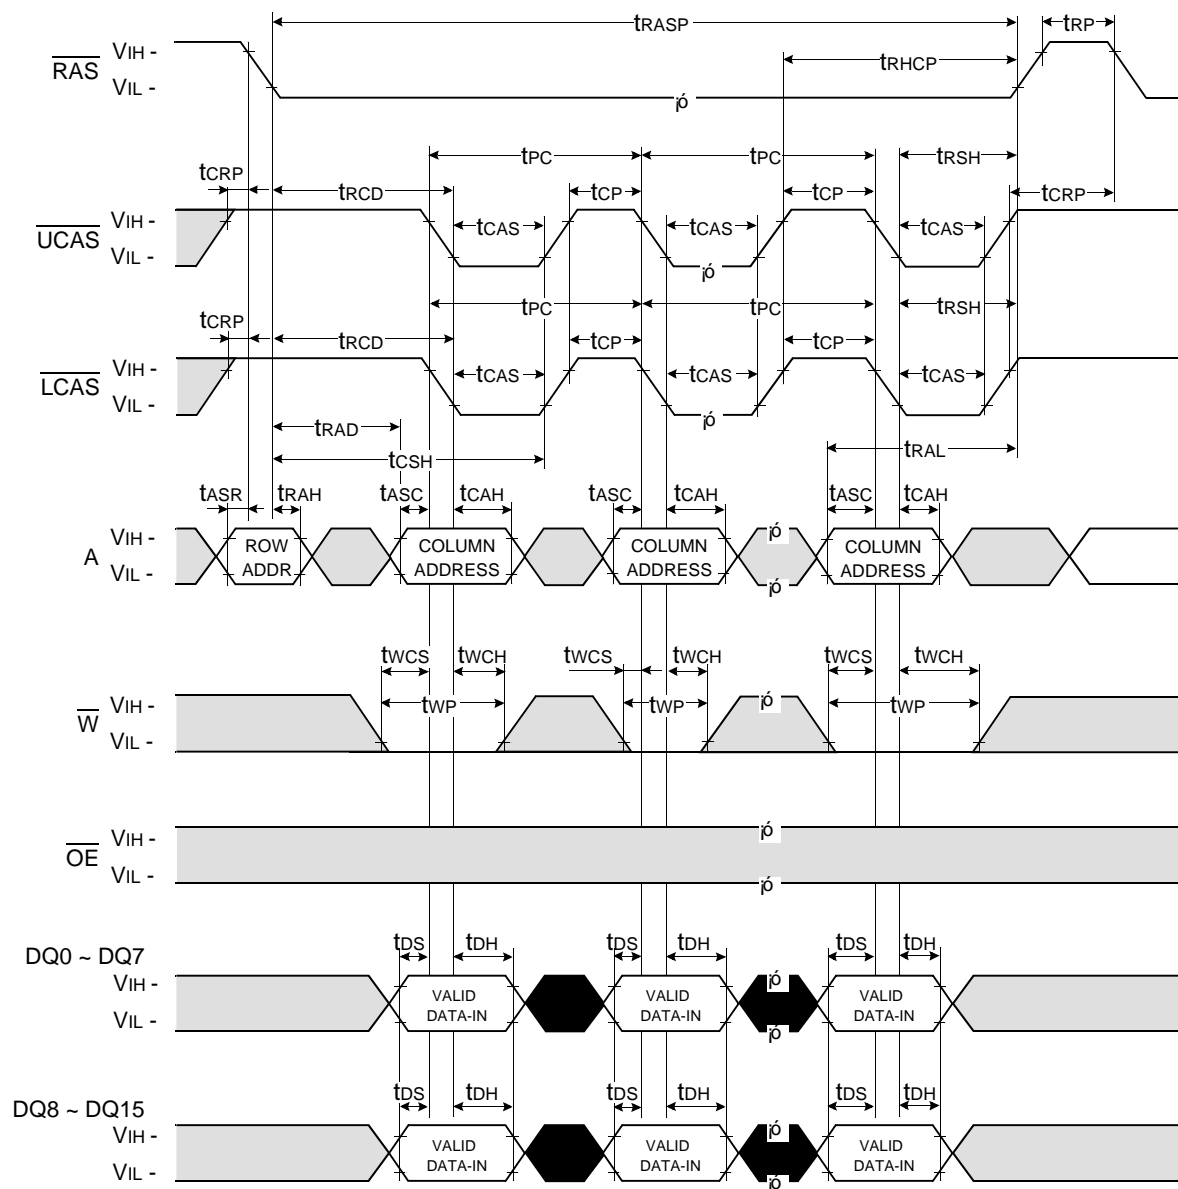 tRASP tRP
RAS VIH -
tRHCP
VIL -
¡ó
tPC tPC tRSH
tCRP tRCD tCP tCP tCRP
UCAS VIH -
tCAS tCAS tCAS
VIL -
¡ó
tPC tPC tRSH
tCRP tRCD tCP tCP
LCAS VIH -
tCAS tCAS tCAS
VIL -
¡ó
tRAD
tCSH tRAL
tASR tRAH tASC tCAH tASC tCAH tASC tCAH
A VIH -
¡ó
ROW COLUMN COLUMN COLUMN
ADDR ADDRESS ADDRESS ADDRESS
VIL -
¡ó
tWCS tWCH tWCS tWCH tWCS tWCH
W VIH -
tWP tWP ¡ó tWP
VIL -
OE VIH -
¡ó
VIL -
¡ó
DQ0 ~ DQ7
tDS tDH tDS tDH tDS tDH
VIH -
¡ó
VALID VALID VALID
DATA-IN DATA-IN DATA-IN
VIL -
¡ó
DQ8 ~ DQ15
tDS tDH tDS tDH tDS tDH
VIH -
¡ó
VALID VALID VALID
DATA-IN DATA-IN DATA-IN
VIL -
¡ó